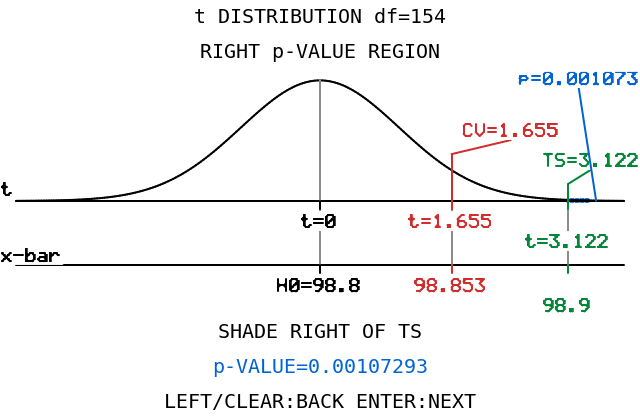 t DISTRIBUTION df=154
RIGHT p-VALUE REGION
p=0.001073
CV=1.655
TS=3.122
t
t=0
t=1.655
t=3.122
x-bar
H0=98.8
98.853
98.9
SHADE RIGHT OF TS
p-VALUE=0.00107293
LEFT/CLEAR:BACK ENTER:NEXT